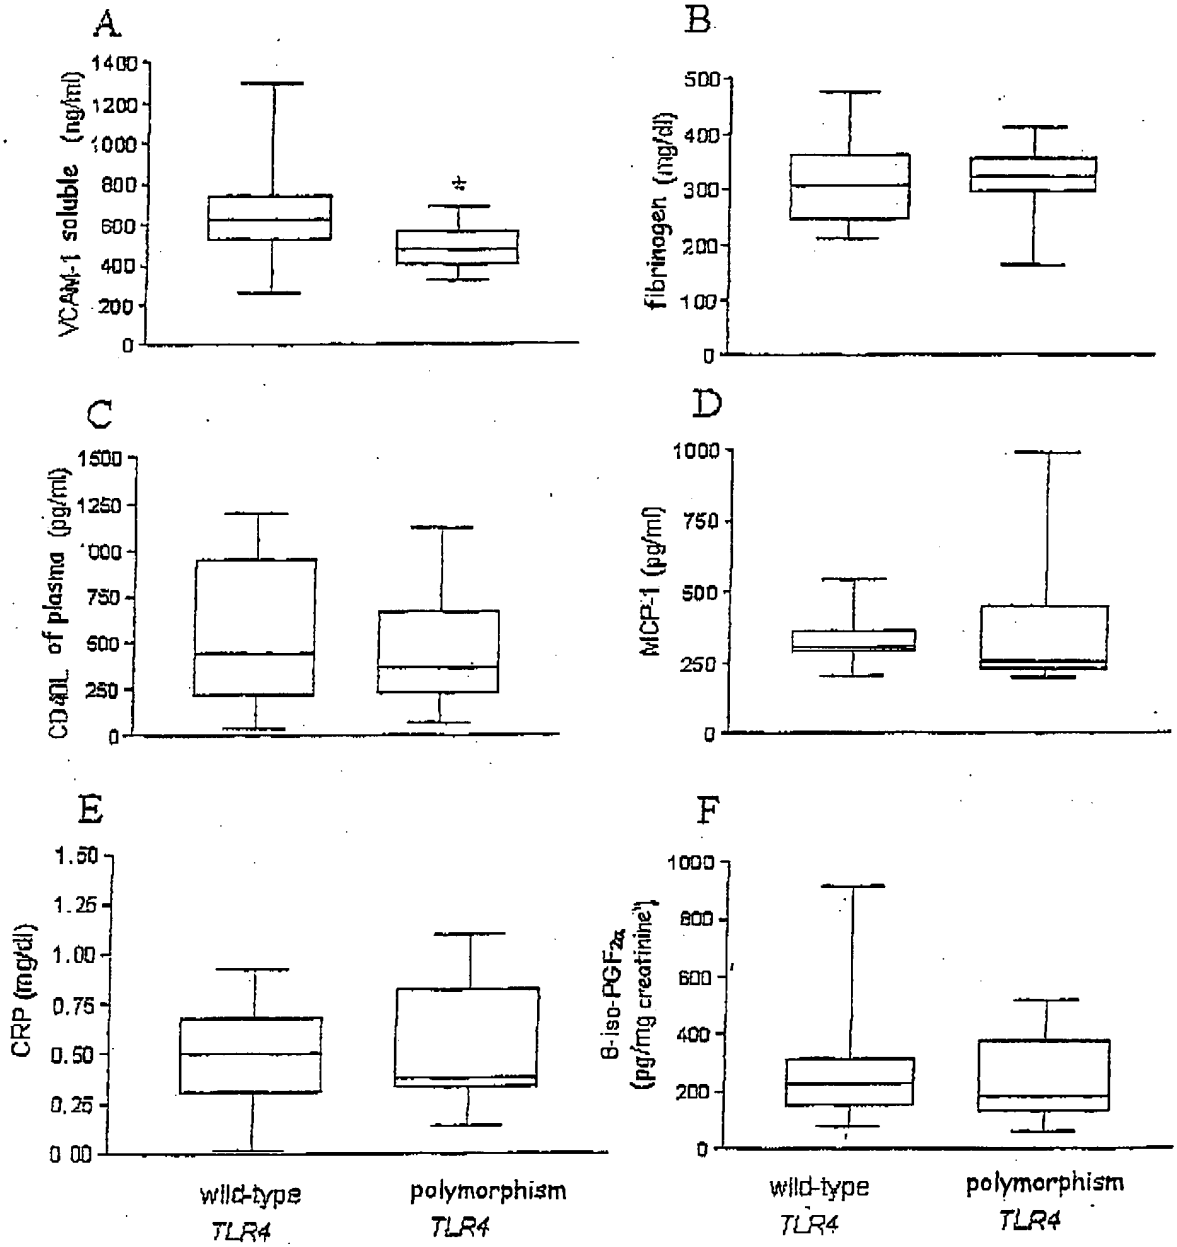 A
VCAM-1 soluble (ng/ml)
1400
1200
1000
800
600
400
200
0
*
B
fibrinogen (mg/dl)
500
400
300
200
100
0
C
CD40L of plasma (pg/ml)
1500
1250
1000
750
500
250
0
D
MCP-1 (pg/ml)
1000
750
500
250
0
E
CRP (mg/dl)
1.50
1.25
1.00
0.75
0.50
0.25
0.00
wild-type
TLR4
polymorphism
TLR4
F
8-iso-PGF2α
(pg/mg creatinine)
1000
800
600
400
200
0
wild-type
TLR4
polymorphism
TLR4